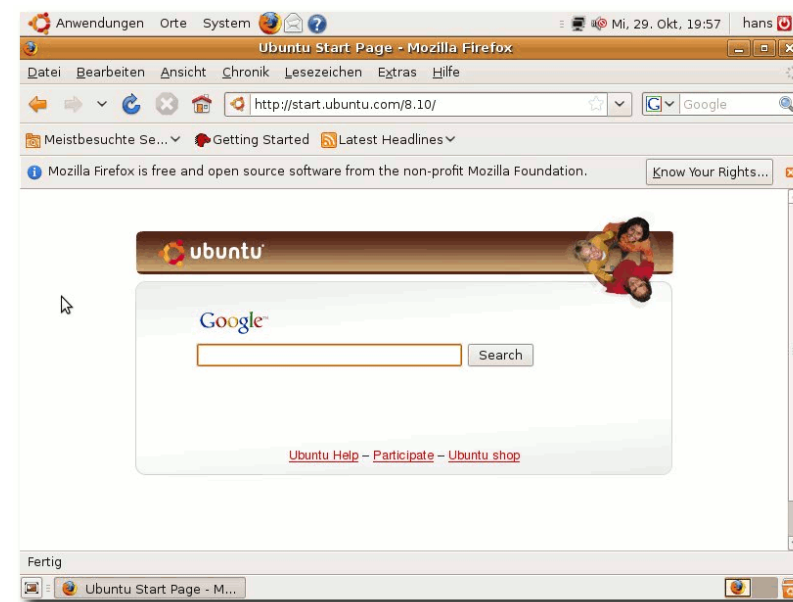 Anwendungen Orte System Mi, 29. Okt, 19:57 hans
Ubuntu Start Page - Mozilla Firefox
Datei Bearbeiten Ansicht Chronik Lesezeichen Extras Hilfe
http://start.ubuntu.com/8.10/ G Google
Meistbesuchte Se... Getting Started Latest Headlines
Mozilla Firefox is free and open source software from the non-profit Mozilla Foundation. Know Your Rights...
ubuntu
Google™
Search
Ubuntu Help – Participate – Ubuntu shop
Fertig
Ubuntu Start Page - M...